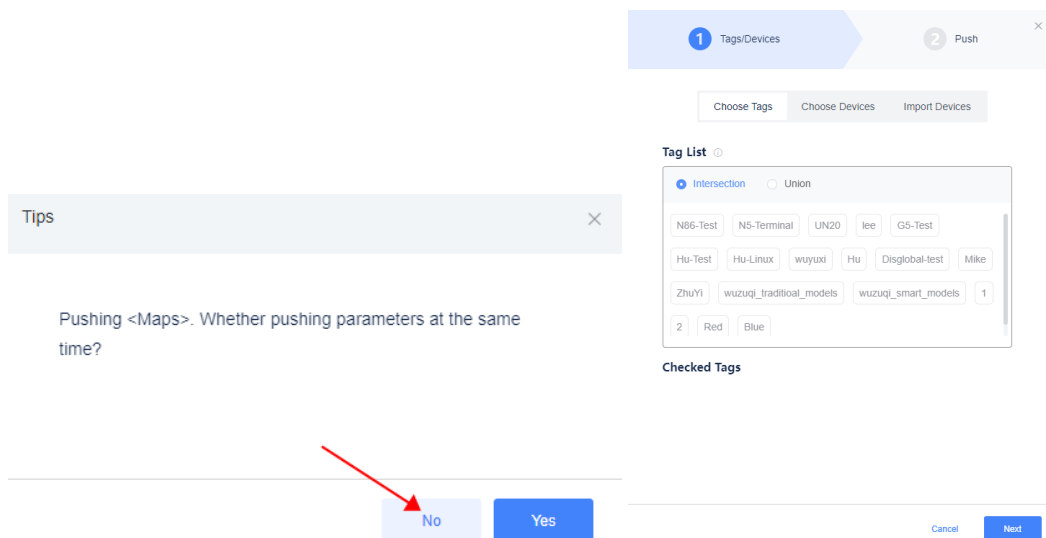 Tips
Pushing <Maps>. Whether pushing parameters at the same
time?
No Yes
1 Tags/Devices 2 Push
Choose Tags Choose Devices Import Devices
Tag List
Intersection Union
N86-Test N5-Terminal UN20 lee G5-Test
Hu-Test Hu-Linux wuyuxi Hu Disglobal-test Mike
ZhuYi wuzuqi_traditioal_models wuzuqi_smart_models 1
2 Red Blue
Checked Tags
Cancel Next